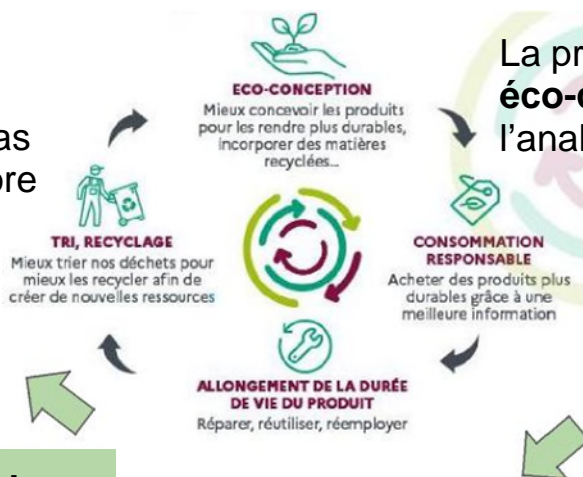 La pr
éco-
l'anal
as
re
ECO-CONCEPTION
Mieux concevoir les produits
pour les rendre plus durables,
incorporer des matières
recyclées...
TRI, RECYCLAGE
Mieux trier nos déchets pour
mieux les recycler afin de
créer de nouvelles ressources
CONSOMMATION
RESPONSABLE
Acheter des produits plus
durables grâce à une
meilleure information
ALLONGEMENT DE LA DURÉE
DE VIE DU PRODUIT
Réparer, réutiliser, réemployer